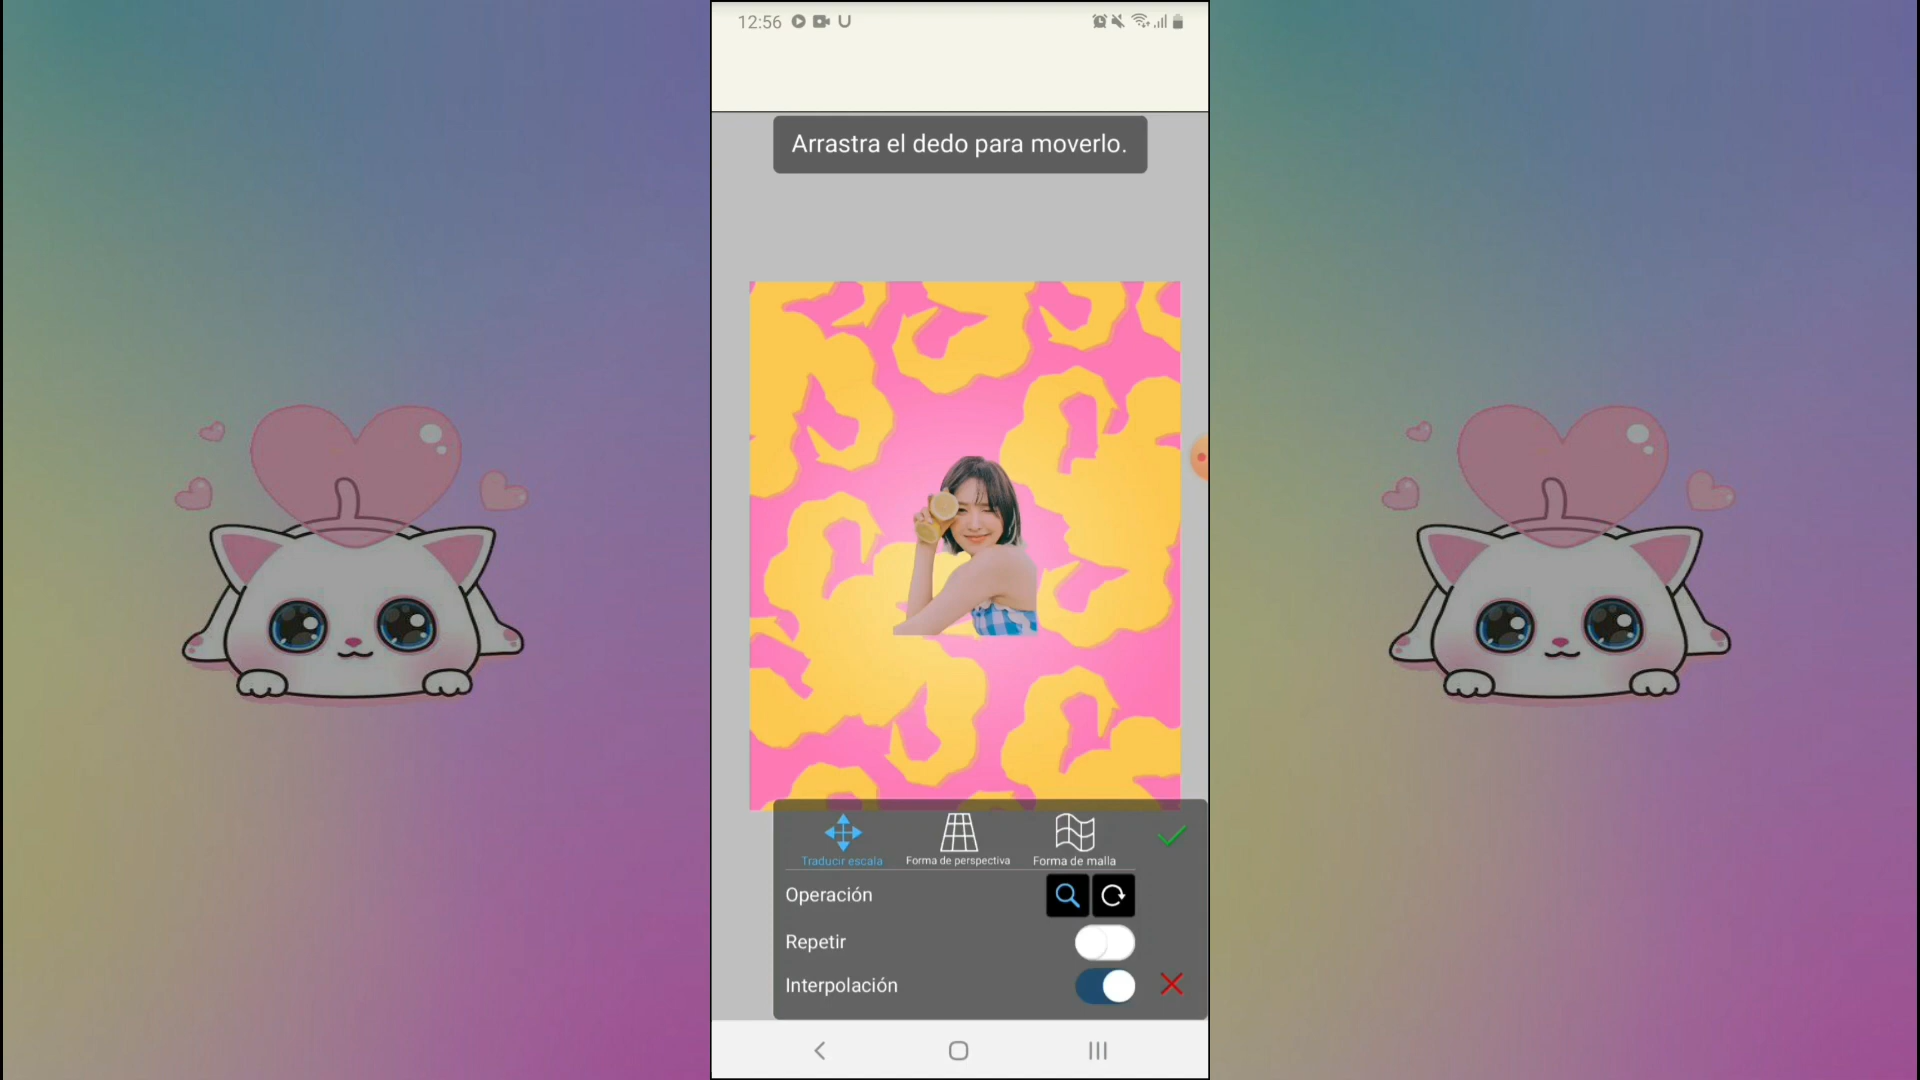 12:56
Arrastra el dedo para moverlo.
Traducir escala
Forma de perspectiva
Forma de malla
Operación
Repetir
Interpolación